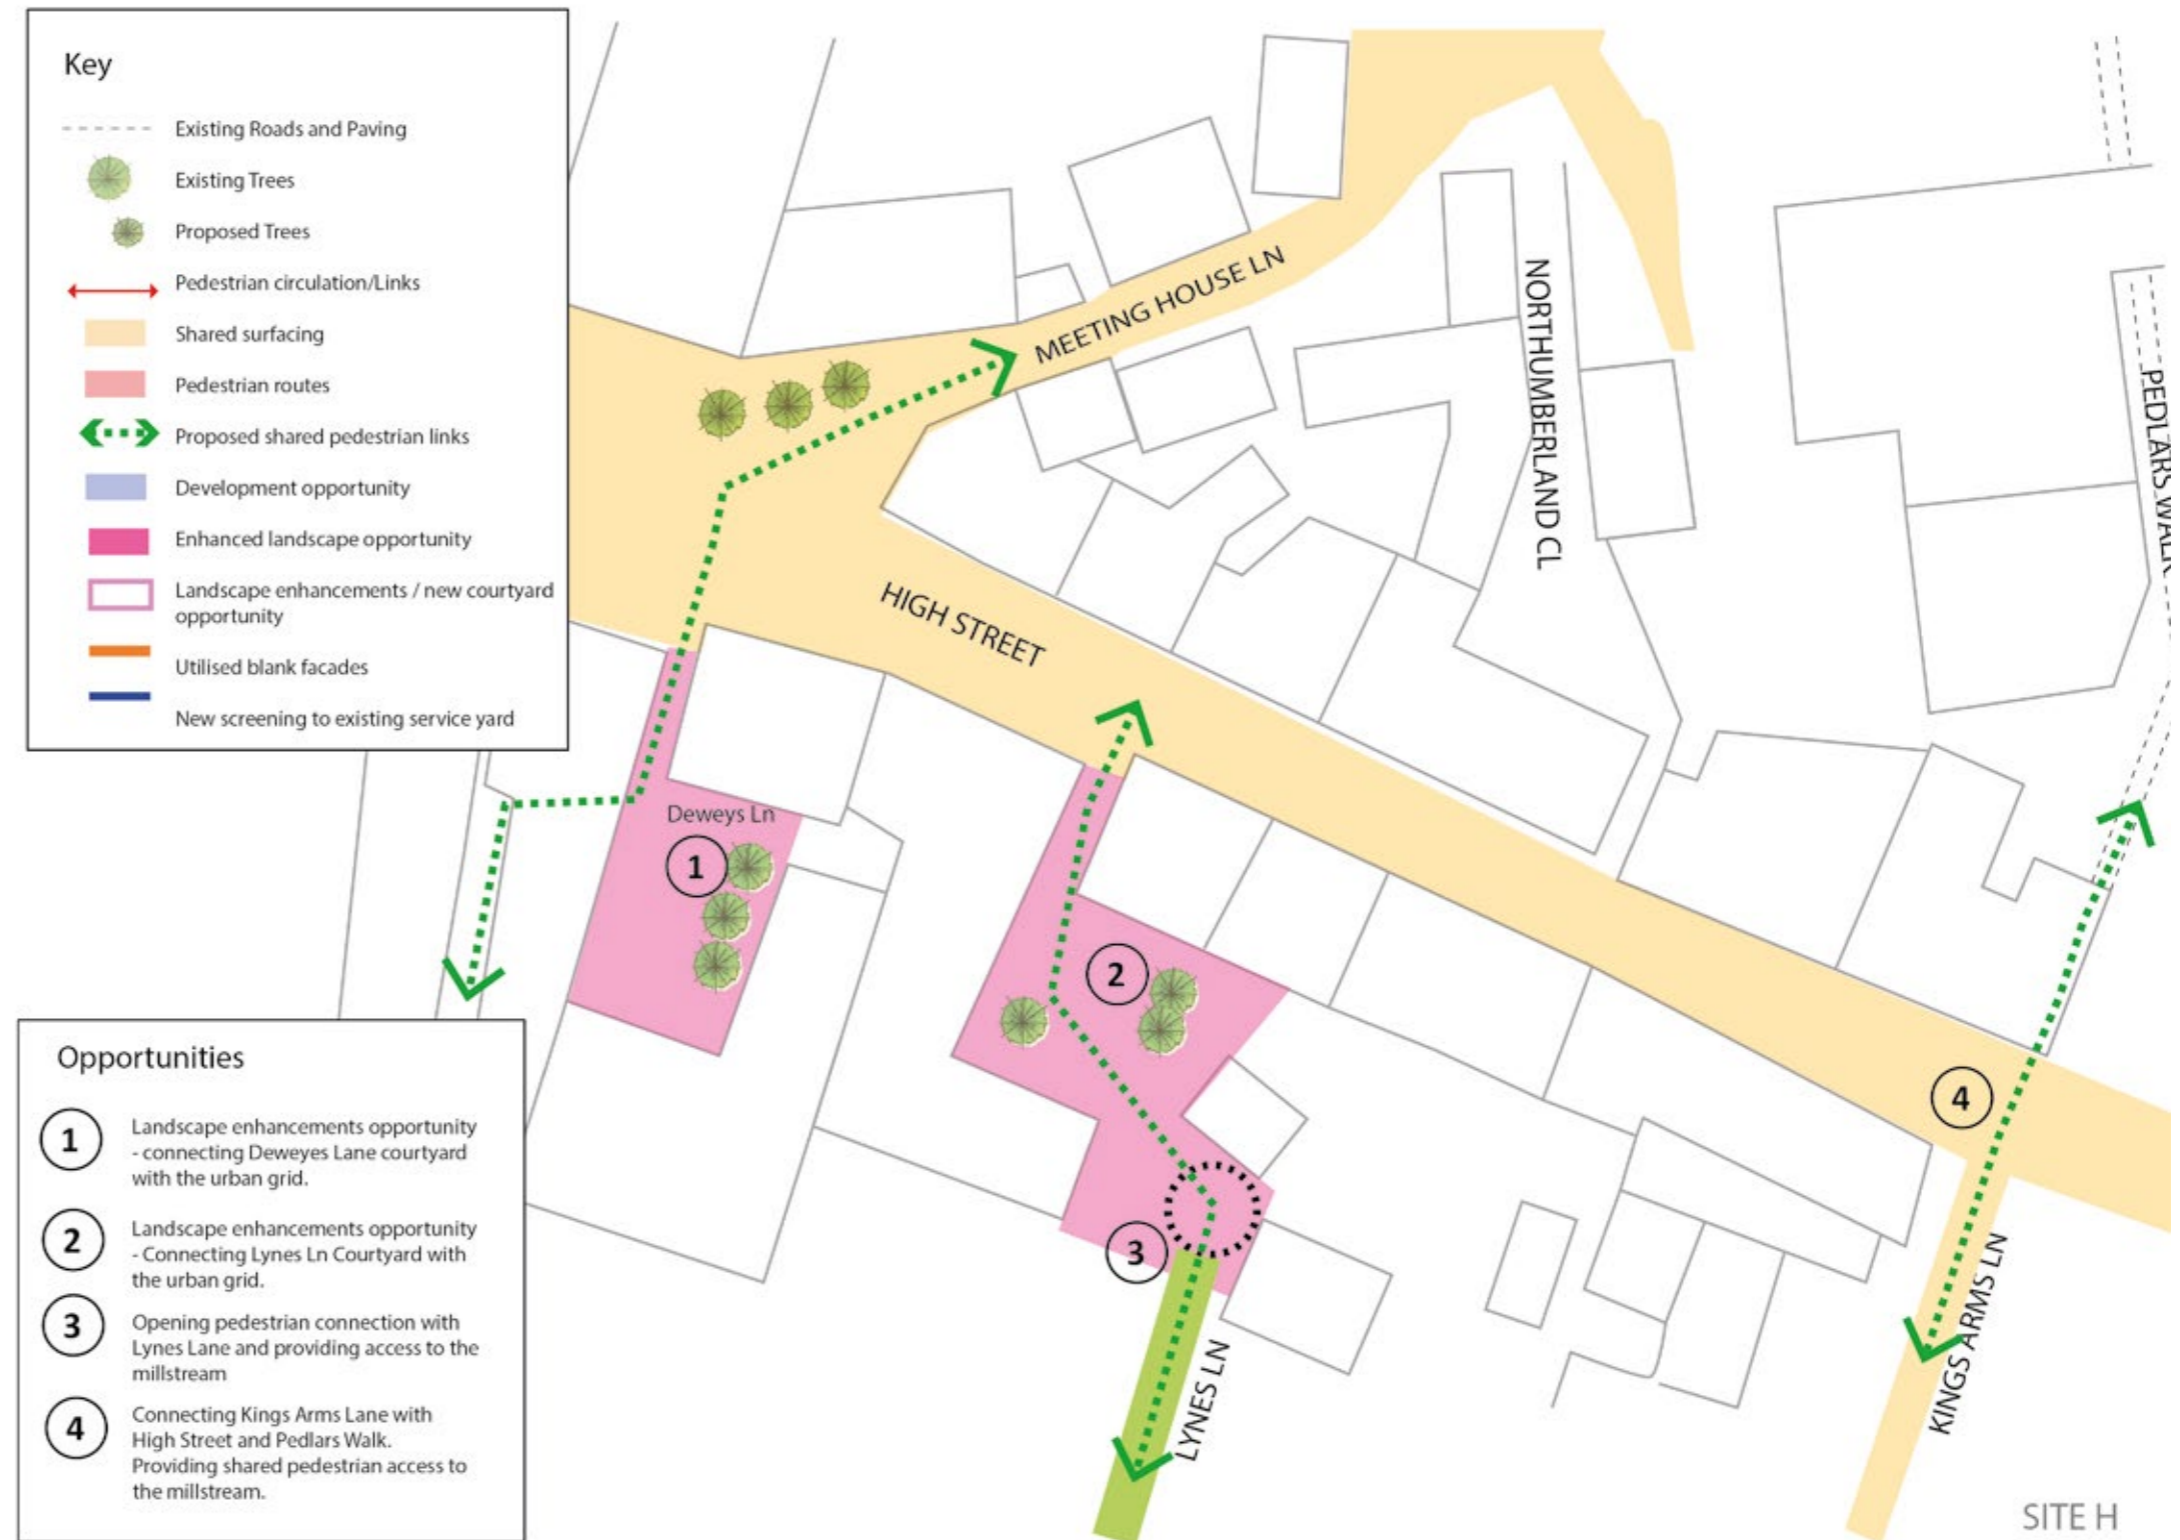 Key
Existing Roads and Paving
Existing Trees
Proposed Trees
Pedestrian circulation/Links
Shared surfacing
Pedestrian routes
Proposed shared pedestrian links
Development opportunity
Enhanced landscape opportunity
Landscape enhancements / new courtyard
opportunity
Utilised blank facades
New screening to existing service yard
MEETING HOUSE LN
NORTHUMBERLAND CL
PEDLARS WALK
HIGH STREET
Deweys Ln
1
2
3
4
LYNES LN
KINGS ARMS LN
Opportunities
1
Landscape enhancements opportunity
- connecting Deweyes Lane courtyard
with the urban grid.
2
Landscape enhancements opportunity
- Connecting Lynes Ln Courtyard with
the urban grid.
3
Opening pedestrian connection with
Lynes Lane and providing access to the
millstream
4
Connecting Kings Arms Lane with
High Street and Pedlars Walk.
Providing shared pedestrian access to
the millstream.
SITE H